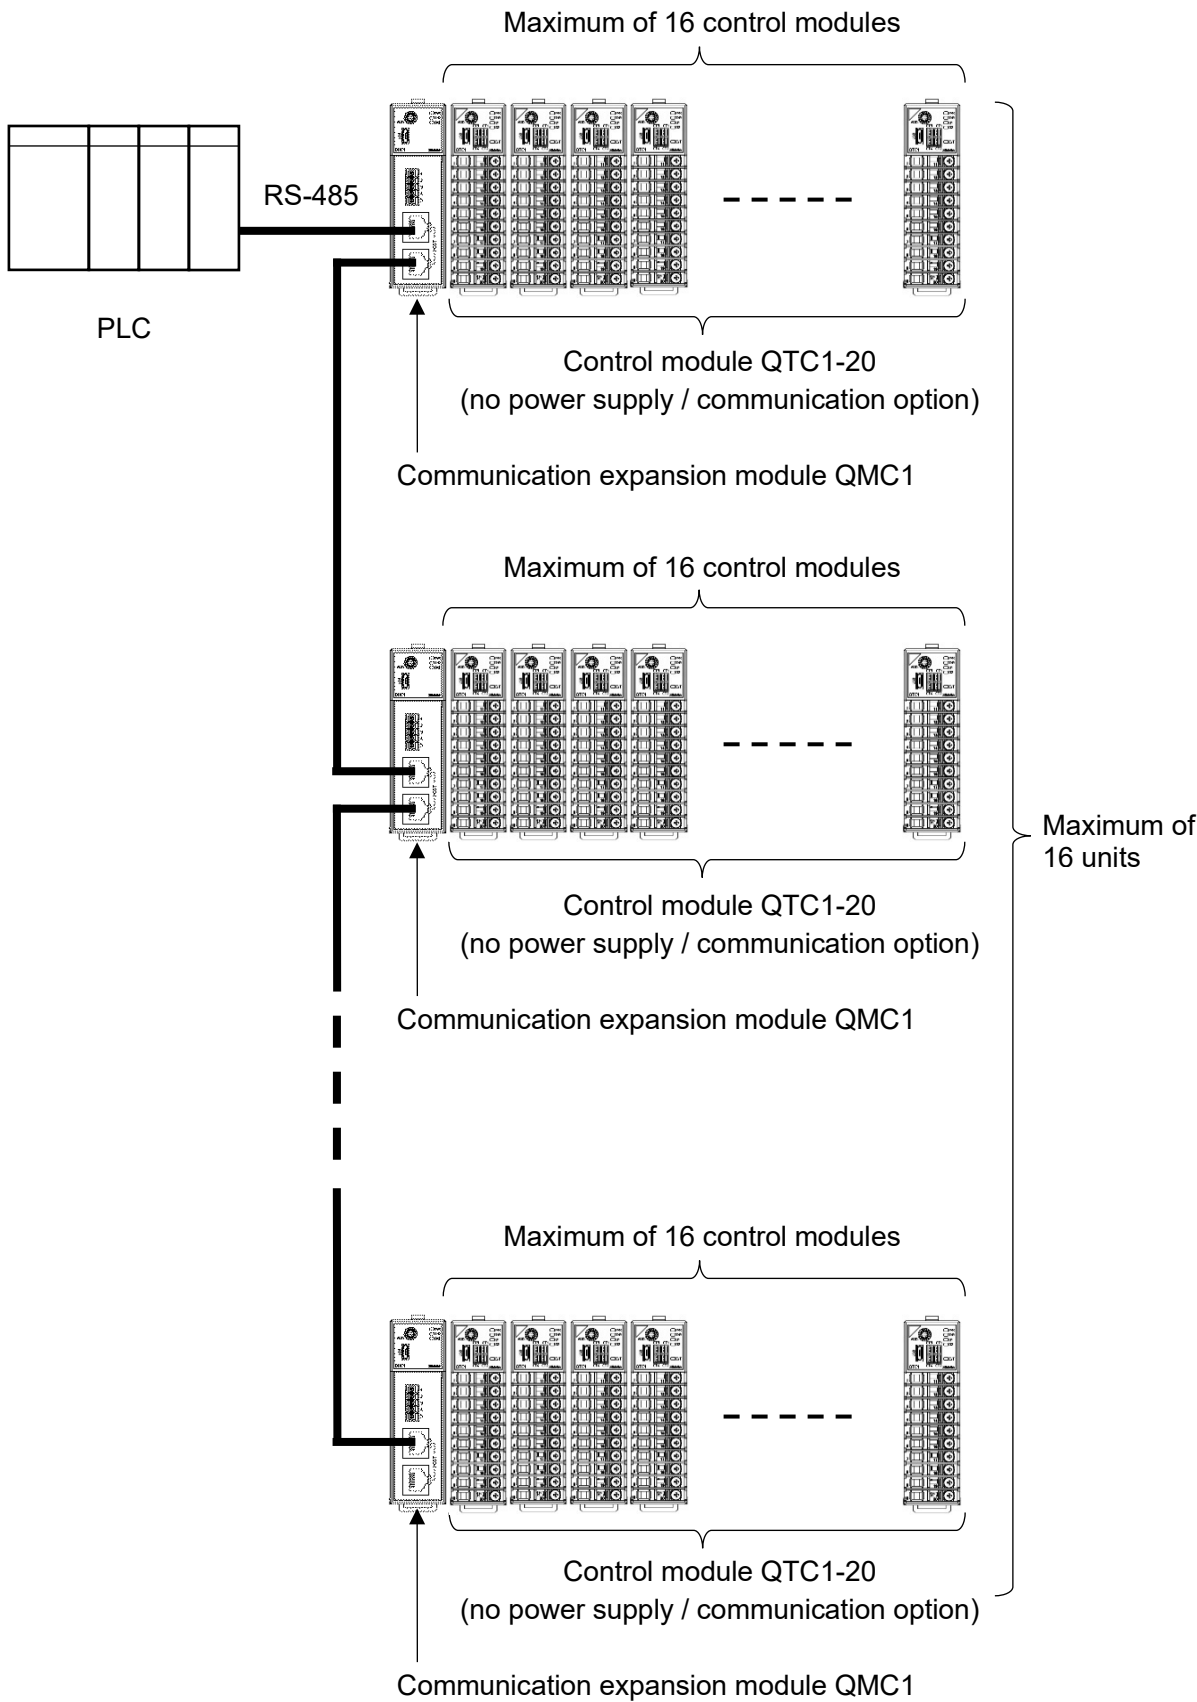 Maximum of 16 control modules
RS-485
PLC
Control module QTC1-20
(no power supply / communication option)
Communication expansion module QMC1
Maximum of 16 control modules
Maximum of
16 units
Control module QTC1-20
(no power supply / communication option)
Communication expansion module QMC1
Maximum of 16 control modules
Control module QTC1-20
(no power supply / communication option)
Communication expansion module QMC1